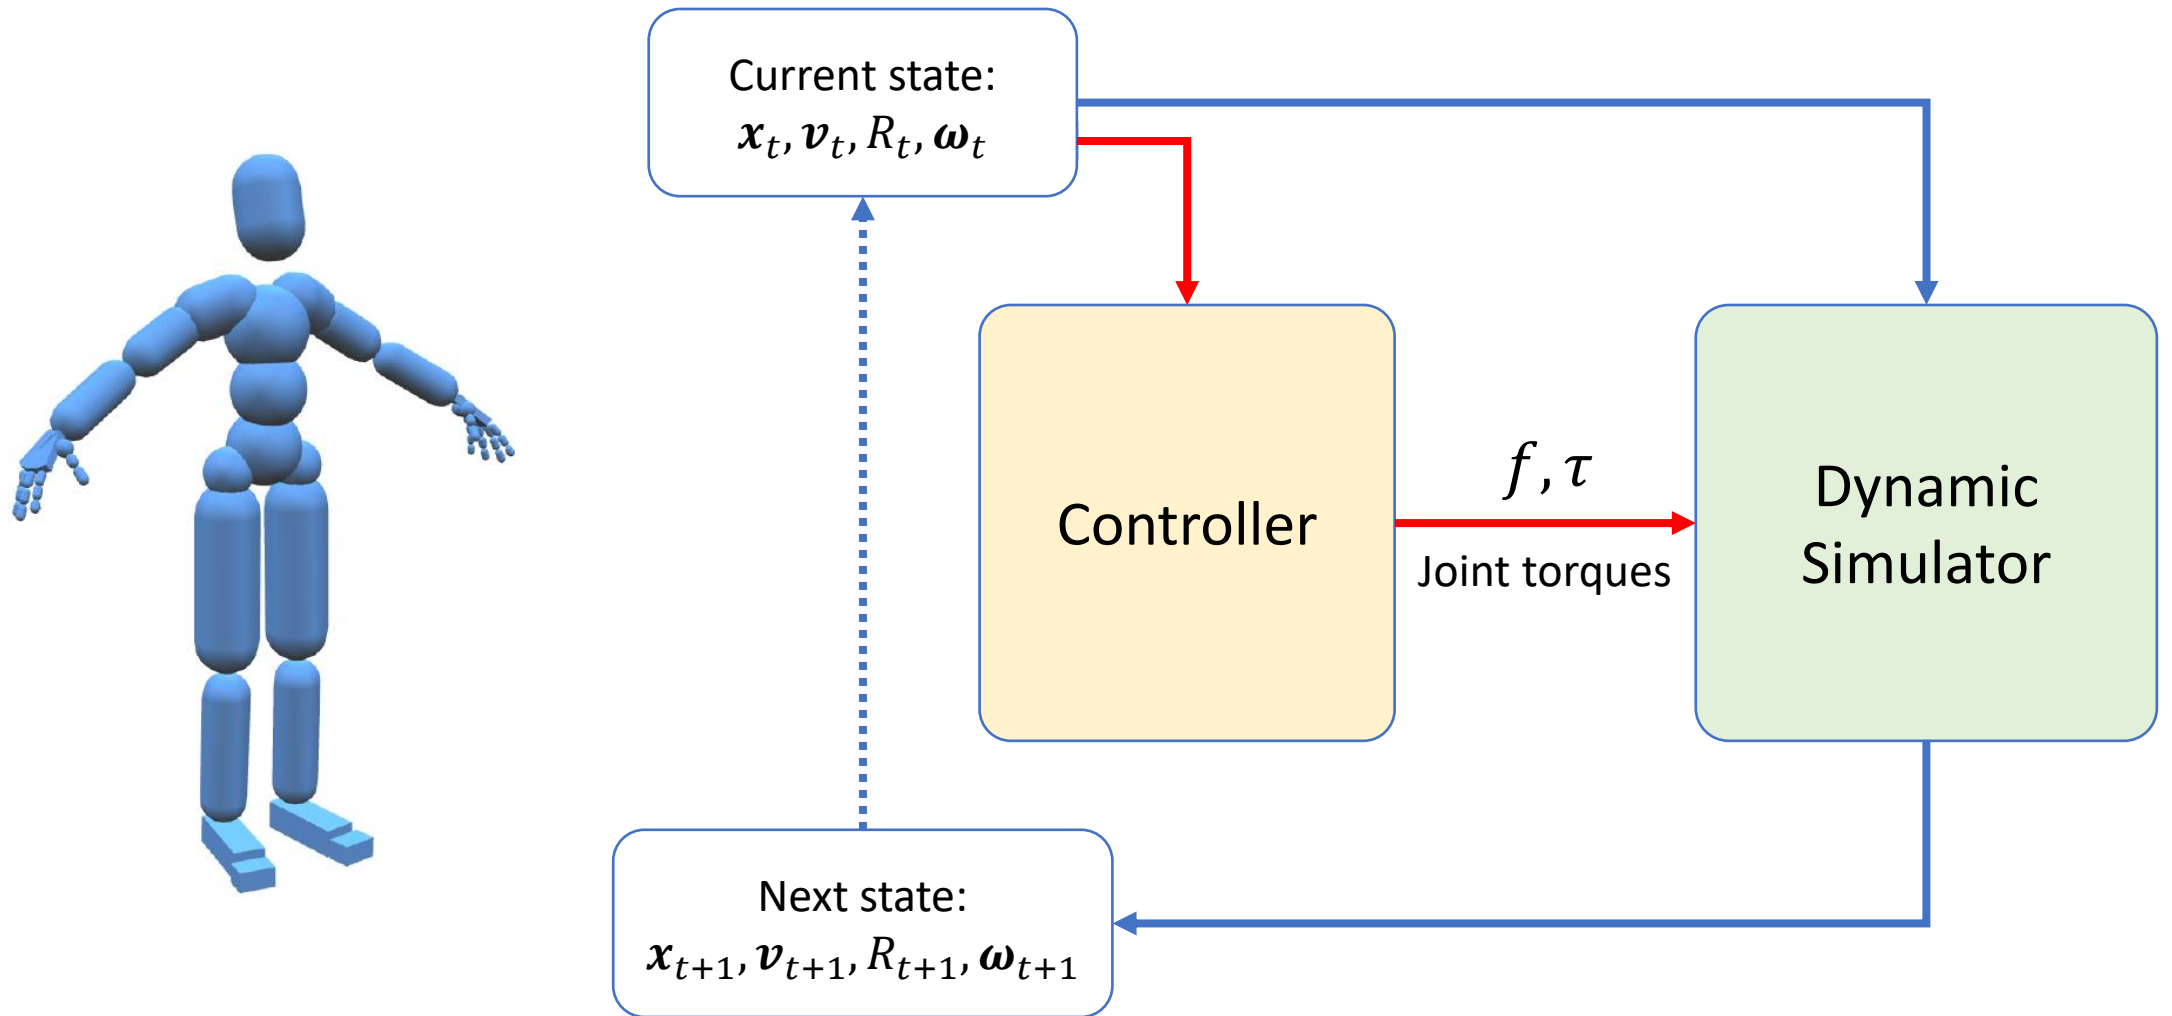 Current state:
𝒙ₜ, 𝒗ₜ, Rₜ, 𝝎ₜ
Controller
f, τ
Joint torques
Dynamic
Simulator
Next state:
𝒙ₜ₊₁, 𝒗ₜ₊₁, Rₜ₊₁, 𝝎ₜ₊₁